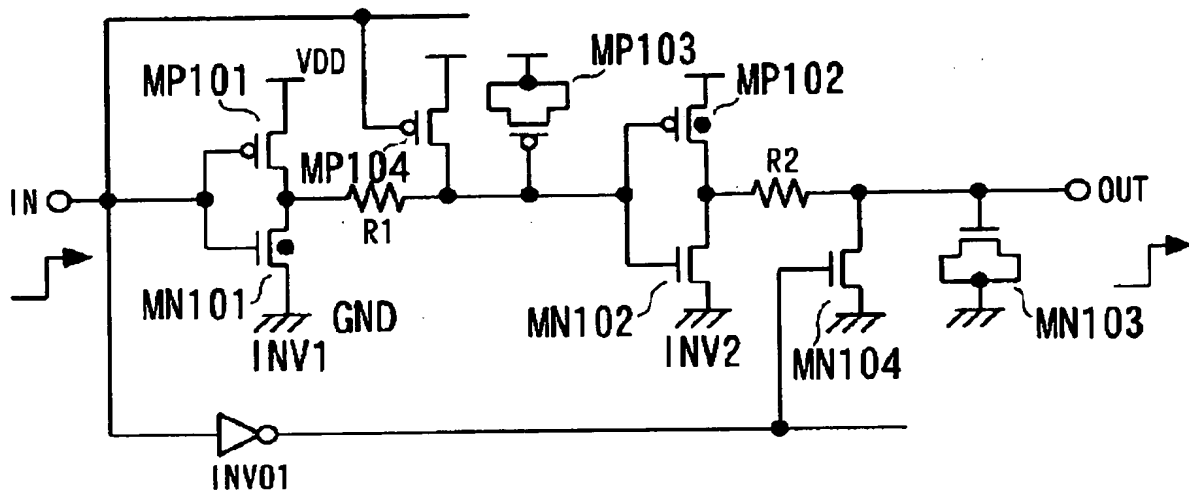 MP103
VDD
MP101
MP102
MP104
R2
IN
OUT
R1
MN101
GND
MN102
MN103
INV1
INV2
MN104
INV01